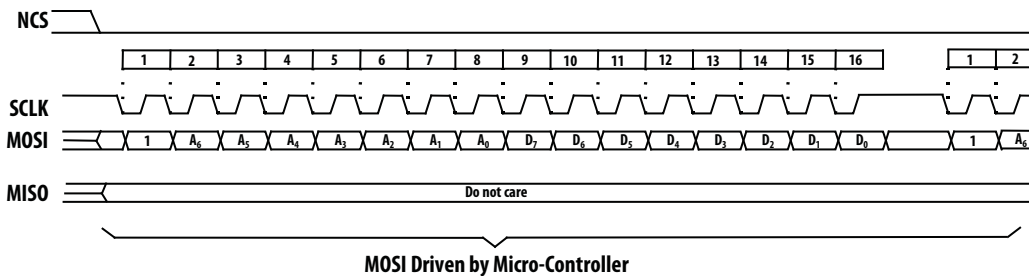 NCS
1 2 3 4 5 6 7 8 9 10 11 12 13 14 15 16 1 2
SCLK
MOSI 1 A6 A5 A4 A3 A2 A1 A0 D7 D6 D5 D4 D3 D2 D1 D0 1 A6
MISO Do not care
MOSI Driven by Micro-Controller